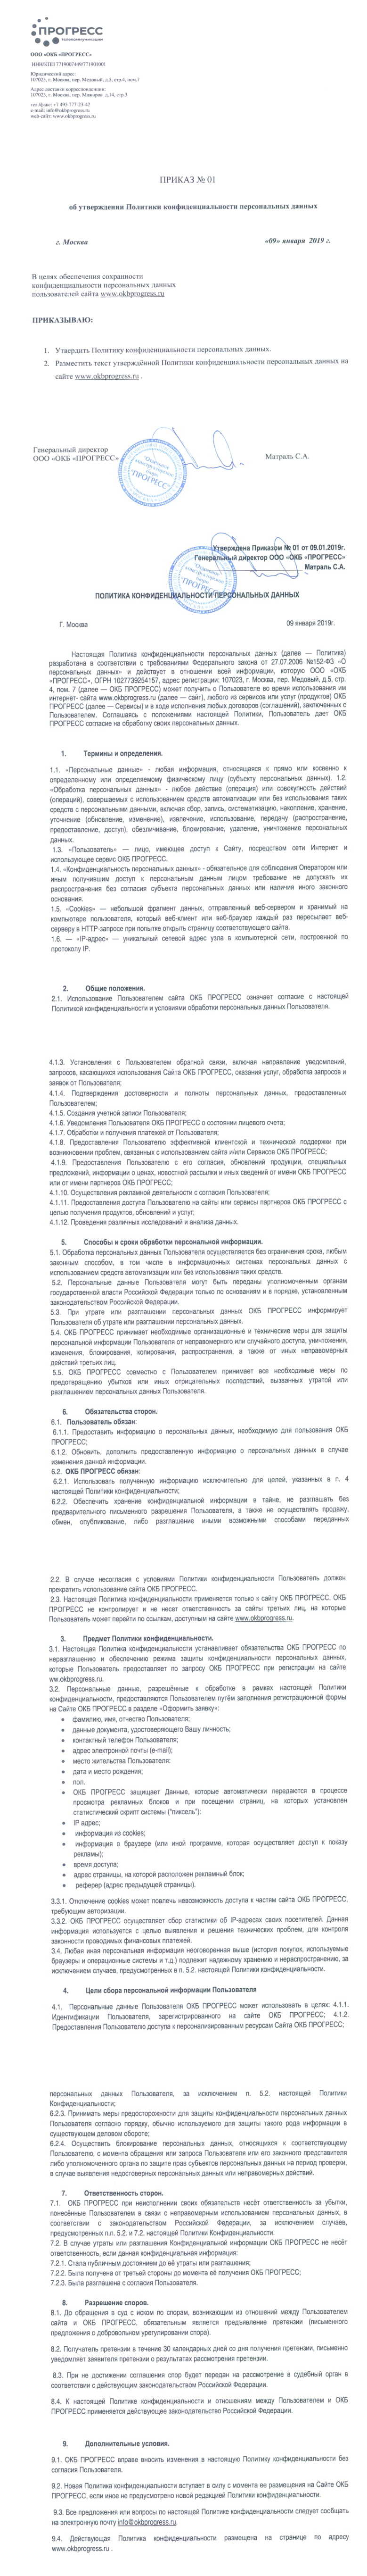 ПРОГРЕСС
телекоммуникации
ООО «ОКБ «ПРОГРЕСС»
ИНН/КПП 7719007449/771901001
Юридический адрес:
107023, г. Москва, пер. Медовый, д.5, стр.4, пом.7
Адрес доставки корреспонденции:
107023, г. Москва, пер. Мажоров д.14, стр.5
тел./факс: +7 495 777-23-42
e-mail: info@okbprogress.ru
web-сайт: www.okbprogress.ru
ПРИКАЗ № 01
об утверждении Политики конфиденциальности персональных данных
г. Москва
«09» января 2019 г.
В целях обеспечения сохранности
конфиденциальности персональных данных
пользователей сайта www.okbprogress.ru
ПРИКАЗЫВАЮ:
1. Утвердить Политику конфиденциальности персональных данных.
2. Разместить текст утверждённой Политики конфиденциальности персональных данных на
сайте www.okbprogress.ru .
Генеральный директор
ООО «ОКБ «ПРОГРЕСС»
Матраль С.А.
"ПРОГРЕСС"
Утверждена Приказом № 01 от 09.01.2019г.
Генеральный директор ООО «ОКБ «ПРОГРЕСС»
Матраль С.А.
"ПРОГРЕСС"
ПОЛИТИКА КОНФИДЕНЦИАЛЬНОСТИ ПЕРСОНАЛЬНЫХ ДАННЫХ
Г. Москва
09 января 2019г.
Настоящая Политика конфиденциальности персональных данных (далее — Политика)
разработана в соответствии с требованиями Федерального закона от 27.07.2006 №152-ФЗ «О
персональных данных» и действует в отношении всей информации, которую ООО «ОКБ
«ПРОГРЕСС», ОГРН 1027739254157, адрес регистрации: 107023, г. Москва, пер. Медовый, д.5, стр.
4, пом. 7 (далее — ОКБ ПРОГРЕСС) может получить о Пользователе во время использования им
интернет- сайта www.okbprogress.ru (далее — сайт), любого из сервисов или услуг (продуктов) ОКБ
ПРОГРЕСС (далее — Сервисы) и в ходе исполнения любых договоров (соглашений), заключенных с
Пользователем. Соглашаясь с положениями настоящей Политики, Пользователь дает ОКБ
ПРОГРЕСС согласие на обработку своих персональных данных.
1. Термины и определения.
1.1. «Персональные данные» - любая информация, относящаяся к прямо или косвенно к
определенному или определяемому физическому лицу (субъекту персональных данных). 1.2.
«Обработка персональных данных» - любое действие (операция) или совокупность действий
(операций), совершаемых с использованием средств автоматизации или без использования таких
средств с персональными данными, включая сбор, запись, систематизацию, накопление, хранение,
уточнение (обновление, изменение), извлечение, использование, передачу (распространение,
предоставление, доступ), обезличивание, блокирование, удаление, уничтожение персональных
данных.
1.3. «Пользователь» — лицо, имеющее доступ к Сайту, посредством сети Интернет и
использующее сервис ОКБ ПРОГРЕСС.
1.4. «Конфиденциальность персональных данных» - обязательное для соблюдения Оператором или
иным получившим доступ к персональным данным лицом требование не допускать их
распространения без согласия субъекта персональных данных или наличия иного законного
основания.
1.5. «Cookies» — небольшой фрагмент данных, отправленный веб-сервером и хранимый на
компьютере пользователя, который веб-клиент или веб-браузер каждый раз пересылает веб-
серверу в HTTP-запросе при попытке открыть страницу соответствующего сайта.
1.6. — «IP-адрес» — уникальный сетевой адрес узла в компьютерной сети, построенной по
протоколу IP.
2. Общие положения.
2.1. Использование Пользователем сайта ОКБ ПРОГРЕСС означает согласие с настоящей
Политикой конфиденциальности и условиями обработки персональных данных Пользователя.
4.1.3. Установления с Пользователем обратной связи, включая направление уведомлений,
запросов, касающихся использования Сайта ОКБ ПРОГРЕСС, оказания услуг, обработка запросов и
заявок от Пользователя;
4.1.4. Подтверждения достоверности и полноты персональных данных, предоставленных
Пользователем;
4.1.5. Создания учетной записи Пользователя;
4.1.6. Уведомления Пользователя ОКБ ПРОГРЕСС о состоянии лицевого счета;
4.1.7. Обработки и получения платежей от Пользователя;
4.1.8. Предоставления Пользователю эффективной клиентской и технической поддержки при
возникновении проблем, связанных с использованием сайта и/или Сервисов ОКБ ПРОГРЕСС;
4.1.9. Предоставления Пользователю с его согласия, обновлений продукции, специальных
предложений, информации о ценах, новостной рассылки и иных сведений от имени ОКБ ПРОГРЕСС
или от имени партнеров ОКБ ПРОГРЕСС;
4.1.10. Осуществления рекламной деятельности с согласия Пользователя;
4.1.11. Предоставления доступа Пользователю на сайты или сервисы партнеров ОКБ ПРОГРЕСС с
целью получения продуктов, обновлений и услуг;
4.1.12. Проведения различных исследований и анализа данных.
5. Способы и сроки обработки персональной информации.
5.1. Обработка персональных данных Пользователя осуществляется без ограничения срока, любым
законным способом, в том числе в информационных системах персональных данных с
использованием средств автоматизации или без использования таких средств.
5.2. Персональные данные Пользователя могут быть переданы уполномоченным органам
государственной власти Российской Федерации только по основаниям и в порядке, установленным
законодательством Российской Федерации.
5.3. При утрате или разглашении персональных данных ОКБ ПРОГРЕСС информирует
Пользователя об утрате или разглашении персональных данных.
5.4. ОКБ ПРОГРЕСС принимает необходимые организационные и технические меры для защиты
персональной информации Пользователя от неправомерного или случайного доступа, уничтожения,
изменения, блокирования, копирования, распространения, а также от иных неправомерных
действий третьих лиц.
5.5. ОКБ ПРОГРЕСС совместно с Пользователем принимает все необходимые меры по
предотвращению убытков или иных отрицательных последствий, вызванных утратой или
разглашением персональных данных Пользователя.
6. Обязательства сторон.
6.1. Пользователь обязан:
6.1.1. Предоставить информацию о персональных данных, необходимую для пользования ОКБ
ПРОГРЕСС;
6.1.2. Обновить, дополнить предоставленную информацию о персональных данных в случае
изменения данной информации.
6.2. ОКБ ПРОГРЕСС обязан:
6.2.1. Использовать полученную информацию исключительно для целей, указанных в п. 4
настоящей Политики конфиденциальности;
6.2.2. Обеспечить хранение конфиденциальной информации в тайне, не разглашать без
предварительного письменного разрешения Пользователя, а также не осуществлять продажу,
обмен, опубликование, либо разглашение иными возможными способами переданных
2.2. В случае несогласия с условиями Политики конфиденциальности Пользователь должен
прекратить использование сайта ОКБ ПРОГРЕСС.
2.3. Настоящая Политика конфиденциальности применяется только к сайту ОКБ ПРОГРЕСС. ОКБ
ПРОГРЕСС не контролирует и не несет ответственность за сайты третьих лиц, на которые
Пользователь может перейти по ссылкам, доступным на сайте www.okbprogress.ru.
3. Предмет Политики конфиденциальности.
3.1. Настоящая Политика конфиденциальности устанавливает обязательства ОКБ ПРОГРЕСС по
неразглашению и обеспечению режима защиты конфиденциальности персональных данных,
которые Пользователь предоставляет по запросу ОКБ ПРОГРЕСС при регистрации на сайте
ww.okbprogress.ru.
3.2. Персональные данные, разрешённые к обработке в рамках настоящей Политики
конфиденциальности, предоставляются Пользователем путём заполнения регистрационной формы
на Сайте ОКБ ПРОГРЕСС в разделе «Оформить заявку»:
• фамилию, имя, отчество Пользователя;
• данные документа, удостоверяющего Вашу личность;
• контактный телефон Пользователя;
• адрес электронной почты (e-mail);
• место жительства Пользователя:
• дата и место рождения;
• пол.
• ОКБ ПРОГРЕСС защищает Данные, которые автоматически передаются в процессе
просмотра рекламных блоков и при посещении страниц, на которых установлен
статистический скрипт системы ("пиксель"):
• IP адрес;
• информация из cookies;
• информация о браузере (или иной программе, которая осуществляет доступ к показу
рекламы);
• время доступа;
• адрес страницы, на которой расположен рекламный блок;
• реферер (адрес предыдущей страницы).
3.3.1. Отключение cookies может повлечь невозможность доступа к частям сайта ОКБ ПРОГРЕСС,
требующим авторизации.
3.3.2. ОКБ ПРОГРЕСС осуществляет сбор статистики об IP-адресах своих посетителей. Данная
информация используется с целью выявления и решения технических проблем, для контроля
законности проводимых финансовых платежей.
3.4. Любая иная персональная информация неоговоренная выше (история покупок, используемые
браузеры и операционные системы и т.д.) подлежит надежному хранению и нераспространению, за
исключением случаев, предусмотренных в п. 5.2. настоящей Политики конфиденциальности.
4. Цели сбора персональной информации Пользователя
4.1. Персональные данные Пользователя ОКБ ПРОГРЕСС может использовать в целях: 4.1.1.
Идентификации Пользователя, зарегистрированного на сайте ОКБ ПРОГРЕСС; 4.1.2.
Предоставления Пользователю доступа к персонализированным ресурсам Сайта ОКБ ПРОГРЕСС;
персональных данных Пользователя, за исключением п. 5.2. настоящей Политики
Конфиденциальности;
6.2.3. Принимать меры предосторожности для защиты конфиденциальности персональных данных
Пользователя согласно порядку, обычно используемого для защиты такого рода информации в
существующем деловом обороте;
6.2.4. Осуществить блокирование персональных данных, относящихся к соответствующему
Пользователю, с момента обращения или запроса Пользователя или его законного представителя
либо уполномоченного органа по защите прав субъектов персональных данных на период проверки,
в случае выявления недостоверных персональных данных или неправомерных действий.
7. Ответственность сторон.
7.1. ОКБ ПРОГРЕСС при неисполнении своих обязательств несёт ответственность за убытки,
понесённые Пользователем в связи с неправомерным использованием персональных данных, в
соответствии с законодательством Российской Федерации, за исключением случаев,
предусмотренных п.п. 5.2. и 7.2. настоящей Политики Конфиденциальности.
7.2. В случае утраты или разглашения Конфиденциальной информации ОКБ ПРОГРЕСС не несёт
ответственность, если данная конфиденциальная информация:
7.2.1. Стала публичным достоянием до её утраты или разглашения;
7.2.2. Была получена от третьей стороны до момента её получения ОКБ ПРОГРЕСС;
7.2.3. Была разглашена с согласия Пользователя.
8. Разрешение споров.
8.1. До обращения в суд с иском по спорам, возникающим из отношений между Пользователем
сайта и ОКБ ПРОГРЕСС, обязательным является предъявление претензии (письменного
предложения о добровольном урегулировании спора).
8.2. Получатель претензии в течение 30 календарных дней со дня получения претензии, письменно
уведомляет заявителя претензии о результатах рассмотрения претензии.
8.3. При не достижении соглашения спор будет передан на рассмотрение в судебный орган в
соответствии с действующим законодательством Российской Федерации.
8.4. К настоящей Политике конфиденциальности и отношениям между Пользователем и ОКБ
ПРОГРЕСС применяется действующее законодательство Российской Федерации.
9. Дополнительные условия.
9.1. ОКБ ПРОГРЕСС вправе вносить изменения в настоящую Политику конфиденциальности без
согласия Пользователя.
9.2. Новая Политика конфиденциальности вступает в силу с момента ее размещения на Сайте ОКБ
ПРОГРЕСС, если иное не предусмотрено новой редакцией Политики конфиденциальности.
9.3. Все предложения или вопросы по настоящей Политике конфиденциальности следует сообщать
на электронную почту info@okbprogress.ru.
9.4. Действующая Политика конфиденциальности размещена на странице по адресу
www.okbprogress.ru .